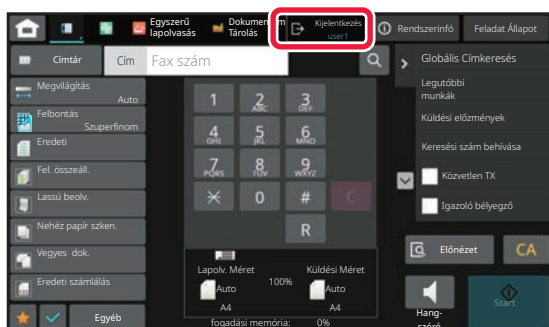 Egyszerű
lapolvasás
Dokumentum
Tárolás
Kijelentkezés
user1
Rendszerinfó
Feladat Állapot
Címtár
Cím
Fax szám
Globális Címkeresés
Megvilágítás
Auto
Felbontás
Szuperfinom
Eredeti
Fel. összeáll.
Lassú beolv.
Nehéz papír szken.
Vegyes dok.
Eredeti számlálás
Egyéb
1
2
ABC
3
DEF
4
GHI
5
JKL
6
MNO
7
PQRS
8
TUV
9
WXYZ
0
#
C
R
Lapolv. Méret
Küldési Méret
Auto
100%
Auto
A4
A4
fogadási memória: 0%
Legutóbbi
munkák
Küldési előzmények
Keresési szám behívása
Közvetlen TX
Igazoló bélyegző
Előnézet
CA
Hang-
szóró
Start